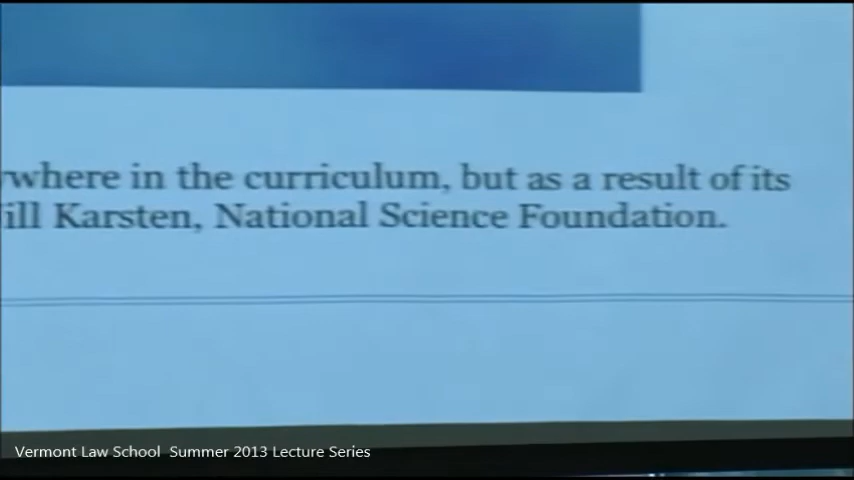 where in the curriculum, but as a result of its
ill Karsten, National Science Foundation.
Vermont Law School Summer 2013 Lecture Series